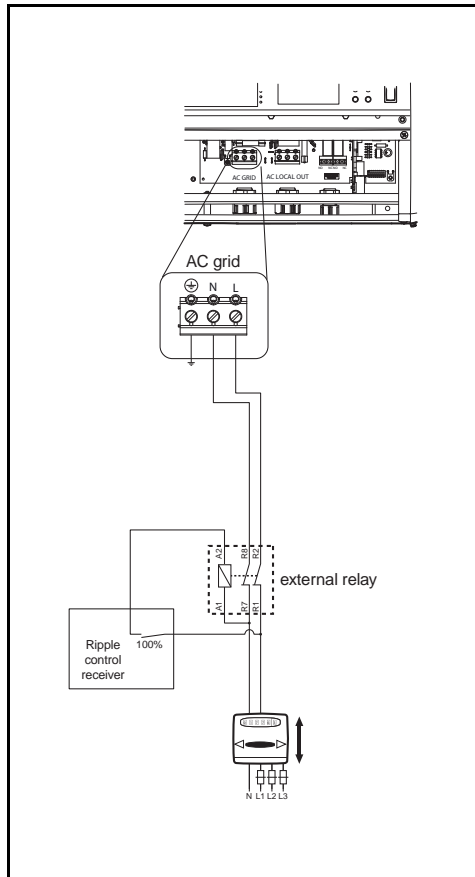 AC GRID AC LOCAL OUT
AC grid
N L
A2 R8 R2
external relay
A1 R7 R1
100%
Ripple
control
receiver
N L1 L2 L3